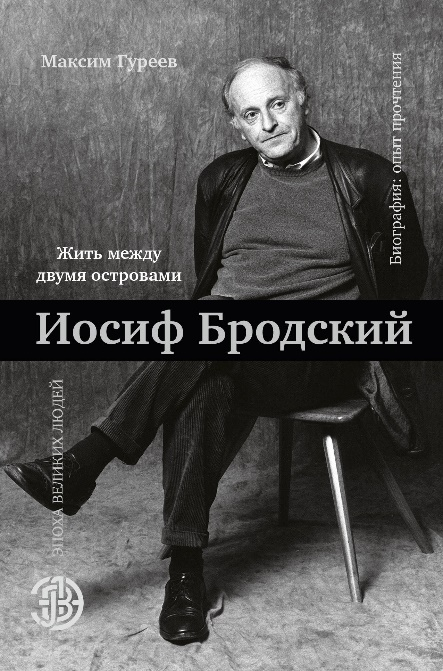 Максим Гуреев
Биография: опыт прочтения
Жить между
двумя островами
Иосиф Бродский
ЭПОХА ВЕЛИКИХ ЛЮДЕЙ